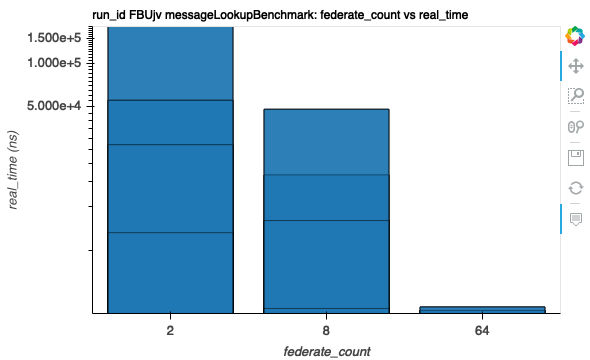 run_id FBUjv messageLookupBenchmark: federate_count vs real_time
1.500e+5
1.000e+5
5.000e+4
real_time (ns)
2 8 64
federate_count